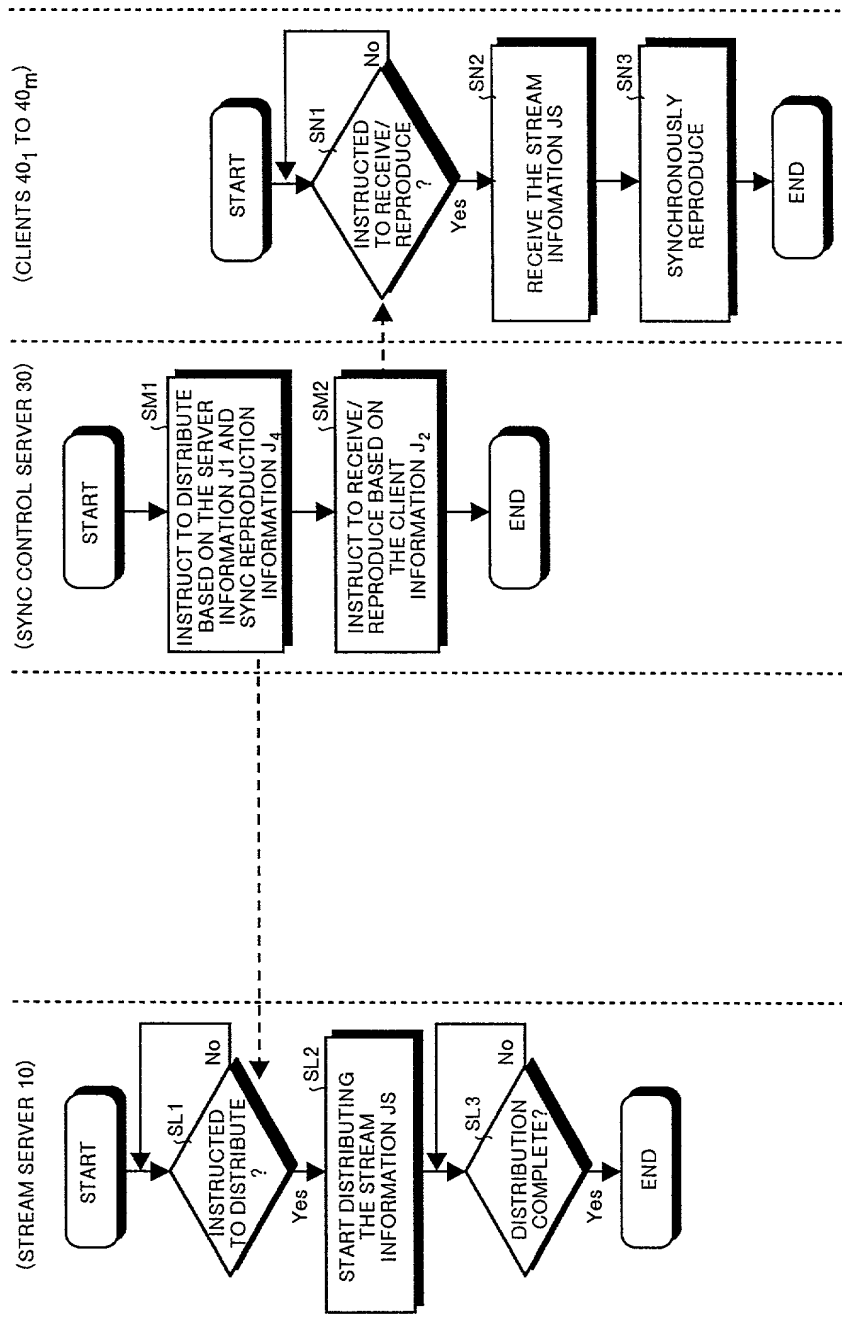 (STREAM SERVER 10)
START
SL1
INSTRUCTED
TO DISTRIBUTE
?
No
Yes
SL2
START DISTRIBUTING
THE STREAM
INFORMATION JS
SL3
DISTRIBUTION
COMPLETE?
No
Yes
END
(SYNC CONTROL SERVER 30)
START
SM1
INSTRUCT TO DISTRIBUTE
BASED ON THE SERVER
INFORMATION J1 AND
SYNC REPRODUCTION
INFORMATION J4
SM2
INSTRUCT TO RECEIVE/
REPRODUCE BASED ON
THE CLIENT
INFORMATION J2
END
(CLIENTS 401 TO 40m)
START
SN1
INSTRUCTED
TO RECEIVE/
REPRODUCE
?
No
Yes
SN2
RECEIVE THE STREAM
INFOMATION JS
SN3
SYNCHRONOUSLY
REPRODUCE
END